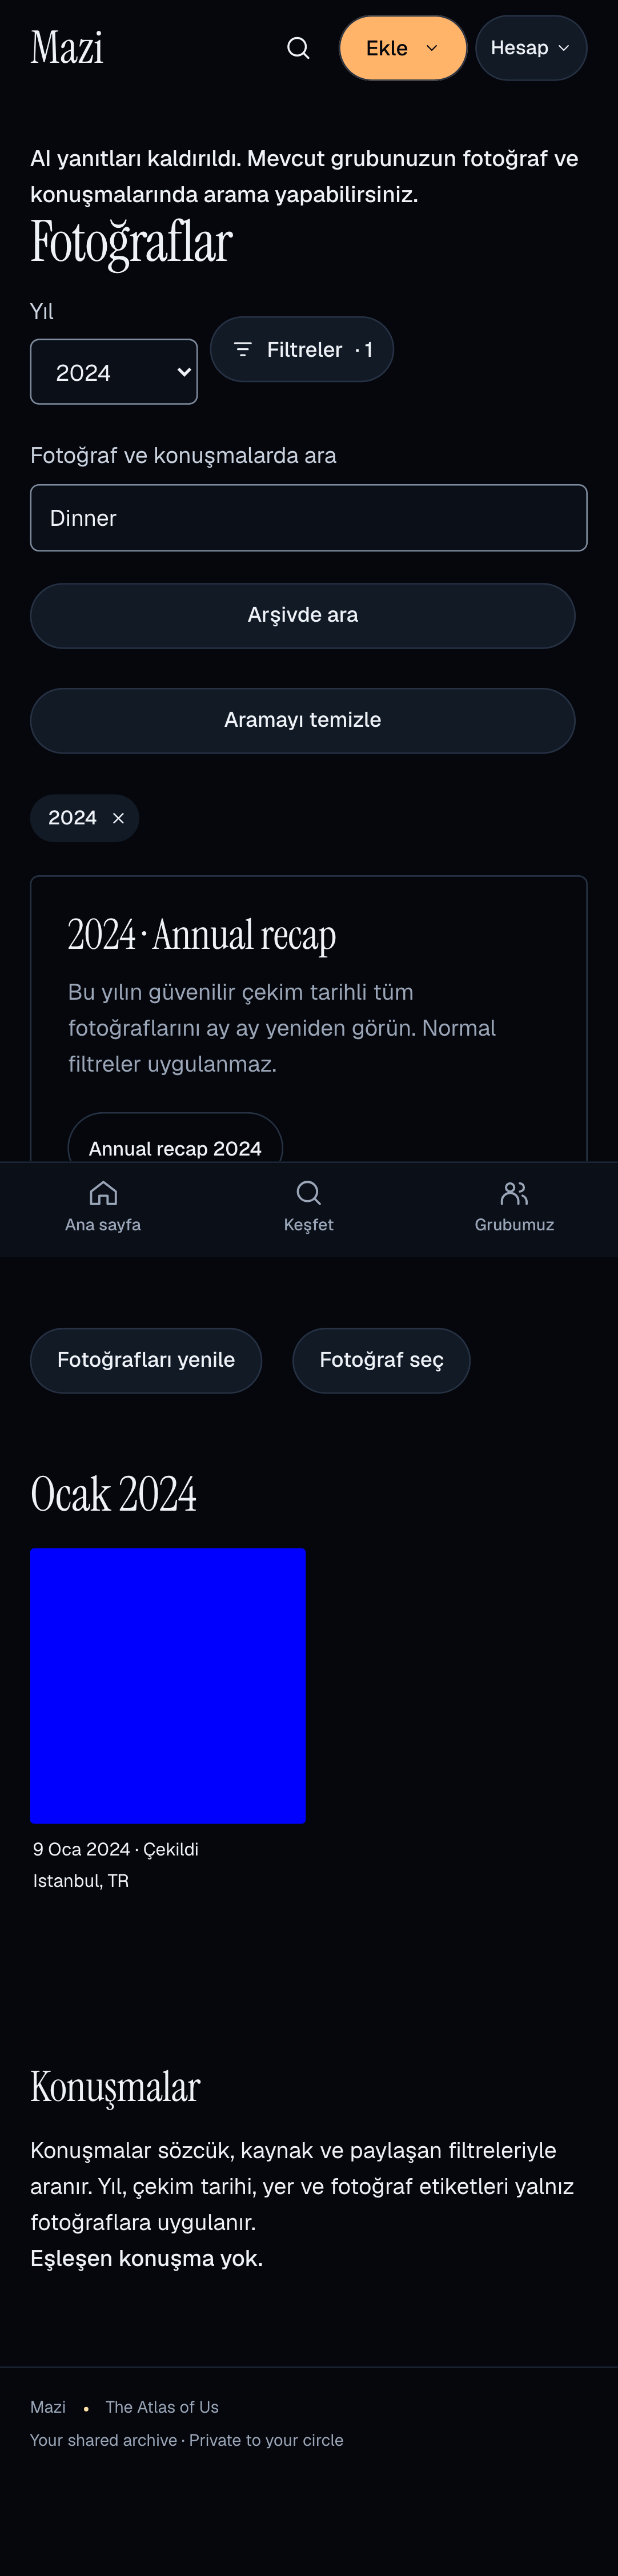 Mazi
Ekle
Hesap
AI yanıtları kaldırıldı. Mevcut grubunuzun fotoğraf ve
konuşmalarında arama yapabilirsiniz.
Fotoğraflar
Yıl
2024
Filtreler · 1
Fotoğraf ve konuşmalarda ara
Dinner
Arşivde ara
Aramayı temizle
2024
2024 · Annual recap
Bu yılın güvenilir çekim tarihli tüm
fotoğraflarını ay ay yeniden görün. Normal
filtreler uygulanmaz.
Annual recap 2024
Ana sayfa
Keşfet
Grubumuz
Fotoğrafları yenile
Fotoğraf seç
Ocak 2024
9 Oca 2024 · Çekildi
Istanbul, TR
Konuşmalar
Konuşmalar sözcük, kaynak ve paylaşan filtreleriyle
aranır. Yıl, çekim tarihi, yer ve fotoğraf etiketleri yalnız
fotoğraflara uygulanır.
Eşleşen konuşma yok.
Mazi • The Atlas of Us
Your shared archive · Private to your circle